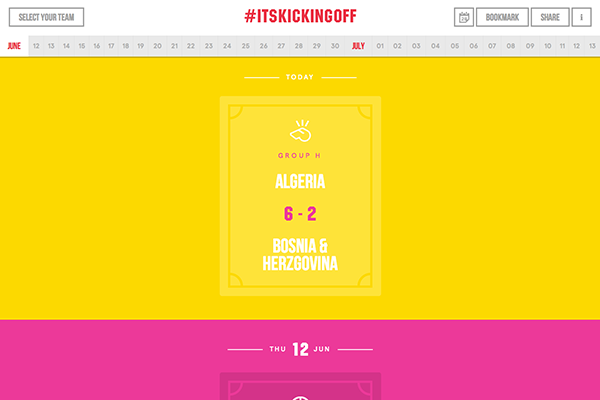 SELECT YOUR TEAM
#ITSKICKINGOFF
BOOKMARK
SHARE
i
JUNE 12 13 14 15 16 17 18 19 20 21 22 23 24 25 26 27 28 29 30 JULY 01 02 03 04 05 06 07 08 09 10 11 12 13
TODAY
GROUP H
ALGERIA
6 - 2
BOSNIA &
HERZGOVINA
THU 12 JUN